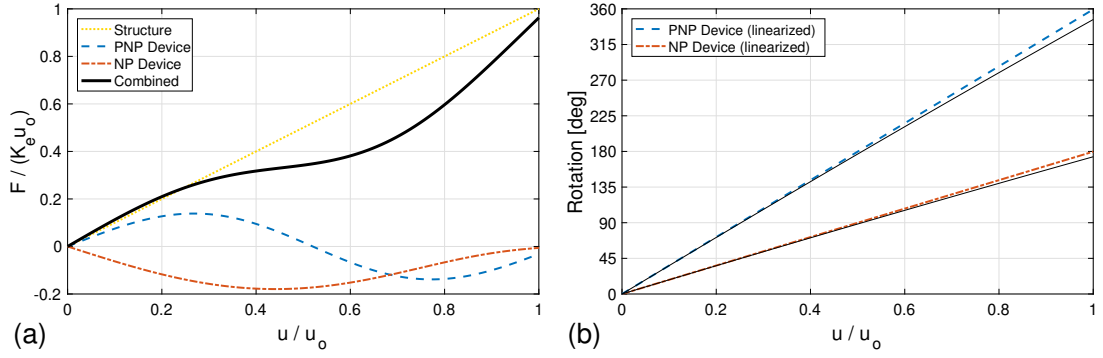 Structure
PNP Device
NP Device
Combined
F / (K_e u_o)
1
0.8
0.6
0.4
0.2
0
-0.2
0 0.2 0.4 0.6 0.8 1
u / u_o
(a)
PNP Device (linearized)
NP Device (linearized)
Rotation [deg]
360
315
270
225
180
135
90
45
0
0 0.2 0.4 0.6 0.8 1
u / u_o
(b)